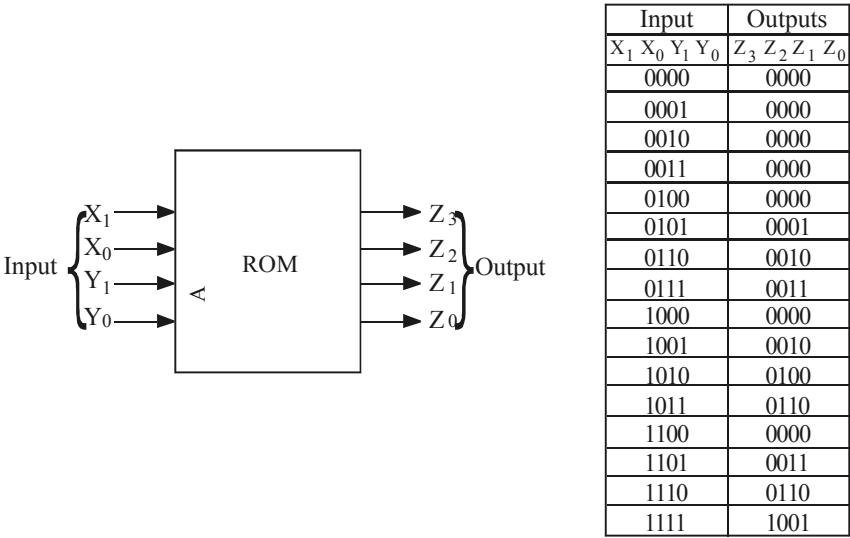 Input
X1
X0
Y1
Y0
A
ROM
Z3
Z2
Z1
Z0
Output
Input Outputs
X1 X0 Y1 Y0 Z3 Z2 Z1 Z0
0000 0000
0001 0000
0010 0000
0011 0000
0100 0000
0101 0001
0110 0010
0111 0011
1000 0000
1001 0010
1010 0100
1011 0110
1100 0000
1101 0011
1110 0110
1111 1001